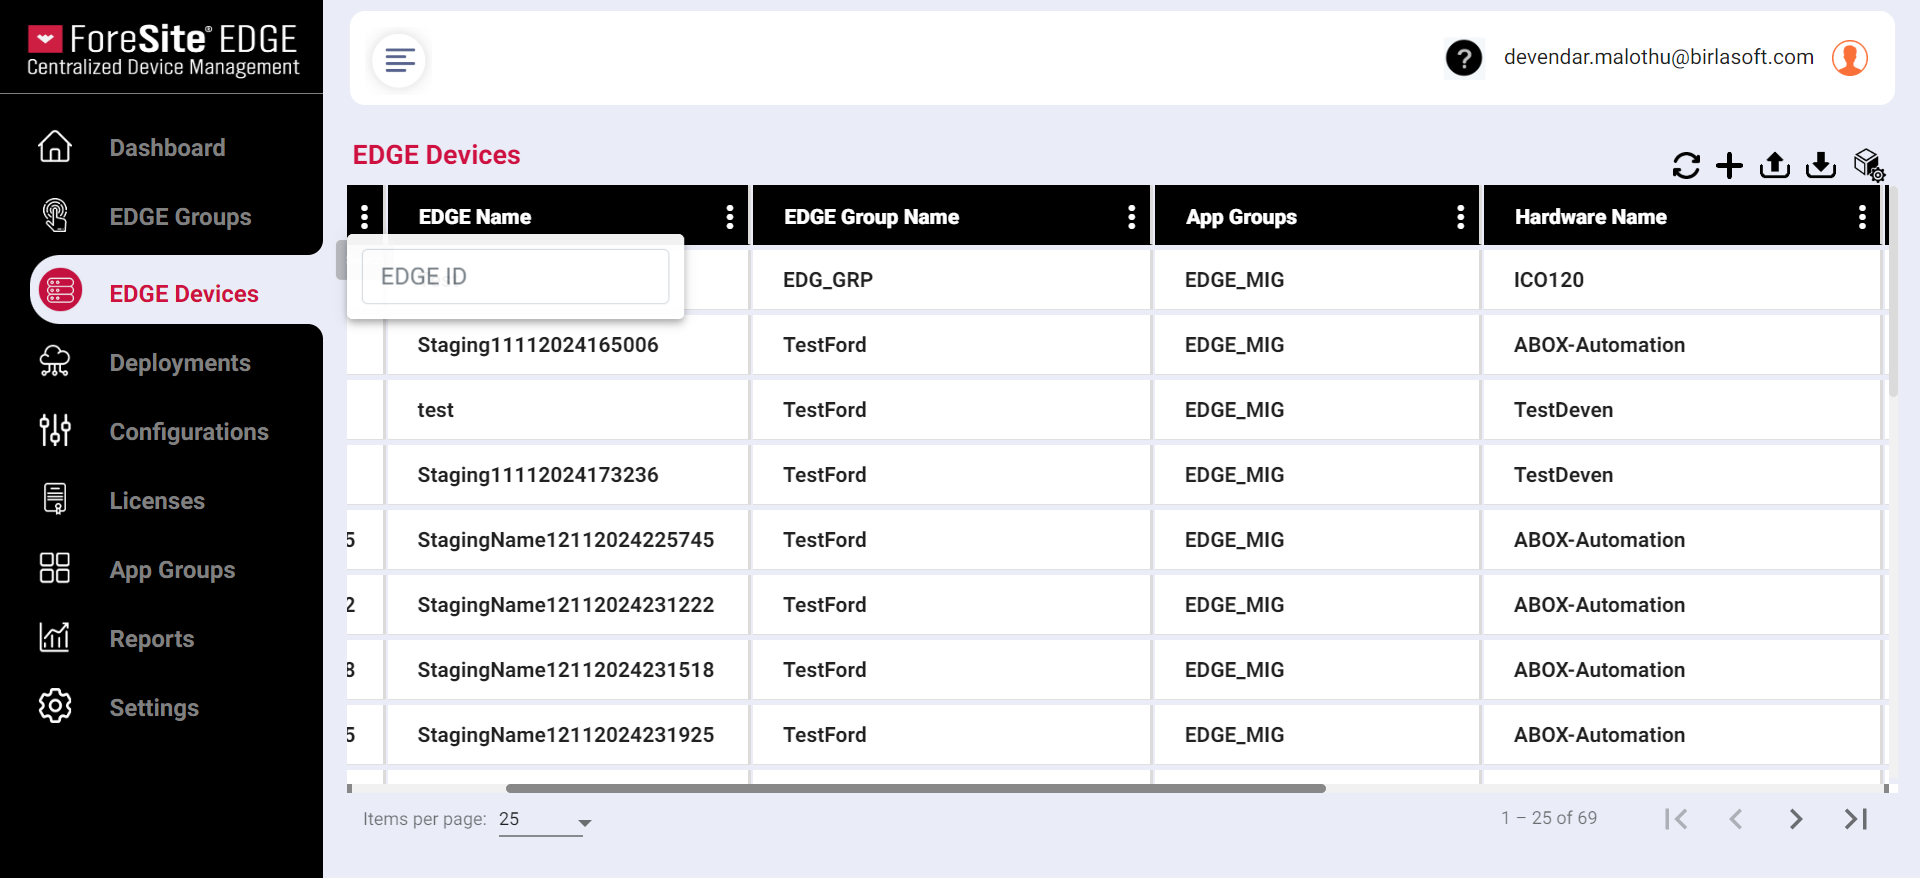 ForeSite® EDGE
Centralized Device Management
?
devendar.malothu@birlasoft.com
Dashboard
EDGE Groups
EDGE Devices
Deployments
Configurations
Licenses
App Groups
Reports
Settings
EDGE Devices
EDGE Name EDGE Group Name App Groups Hardware Name
EDGE ID
EDG_GRP EDGE_MIG ICO120
Staging11112024165006 TestFord EDGE_MIG ABOX-Automation
test TestFord EDGE_MIG TestDeven
Staging11112024173236 TestFord EDGE_MIG TestDeven
5 StagingName12112024225745 TestFord EDGE_MIG ABOX-Automation
2 StagingName12112024231222 TestFord EDGE_MIG ABOX-Automation
8 StagingName12112024231518 TestFord EDGE_MIG ABOX-Automation
5 StagingName12112024231925 TestFord EDGE_MIG ABOX-Automation
Items per page: 25
1 – 25 of 69